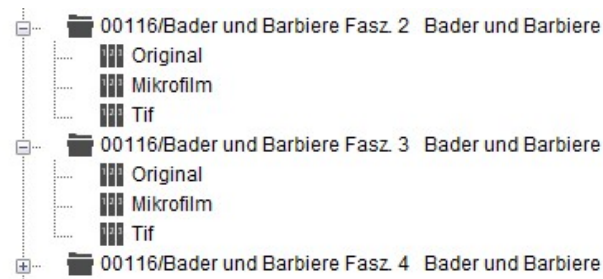 00116/Bader und Barbiere Fasz. 2 Bader und Barbiere
Original
Mikrofilm
Tif
00116/Bader und Barbiere Fasz. 3 Bader und Barbiere
Original
Mikrofilm
Tif
00116/Bader und Barbiere Fasz. 4 Bader und Barbiere